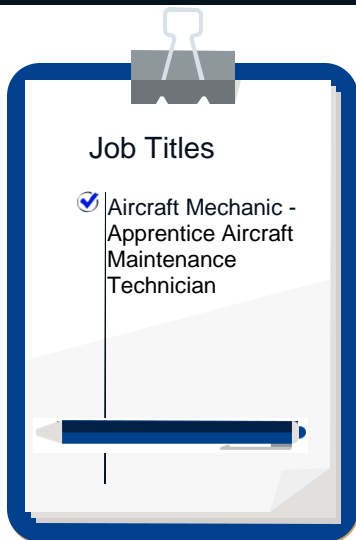 Job Titles
Aircraft Mechanic -
Apprentice Aircraft
Maintenance
Technician